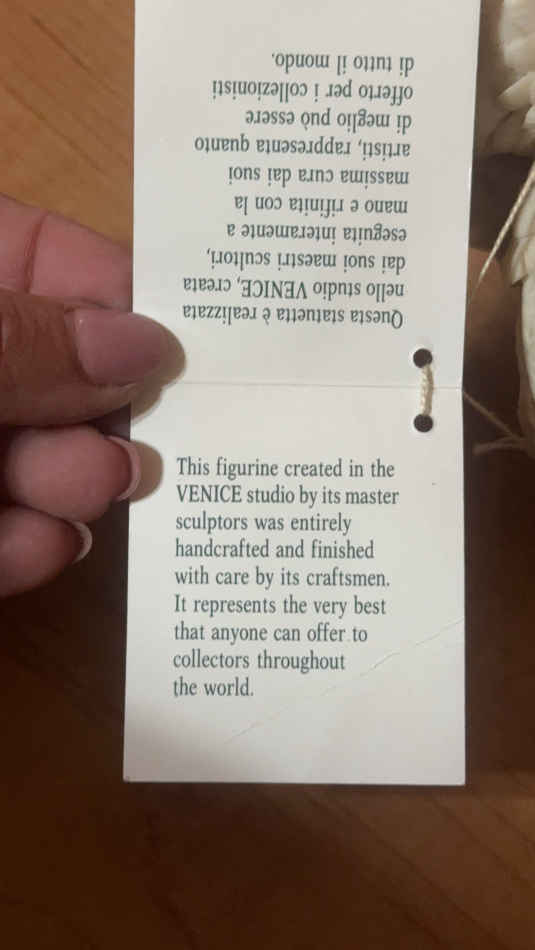 Questa statuetta è realizzata
nello studio VENICE, creata
dai suoi maestri scultori,
eseguita interamente a
mano e rifinita con la
massima cura dai suoi
artisti, rappresenta quanto
di meglio può essere
offerto per i collezionisti
di tutto il mondo.
This figurine created in the
VENICE studio by its master
sculptors was entirely
handcrafted and finished
with care by its craftsmen.
It represents the very best
that anyone can offer to
collectors throughout
the world.